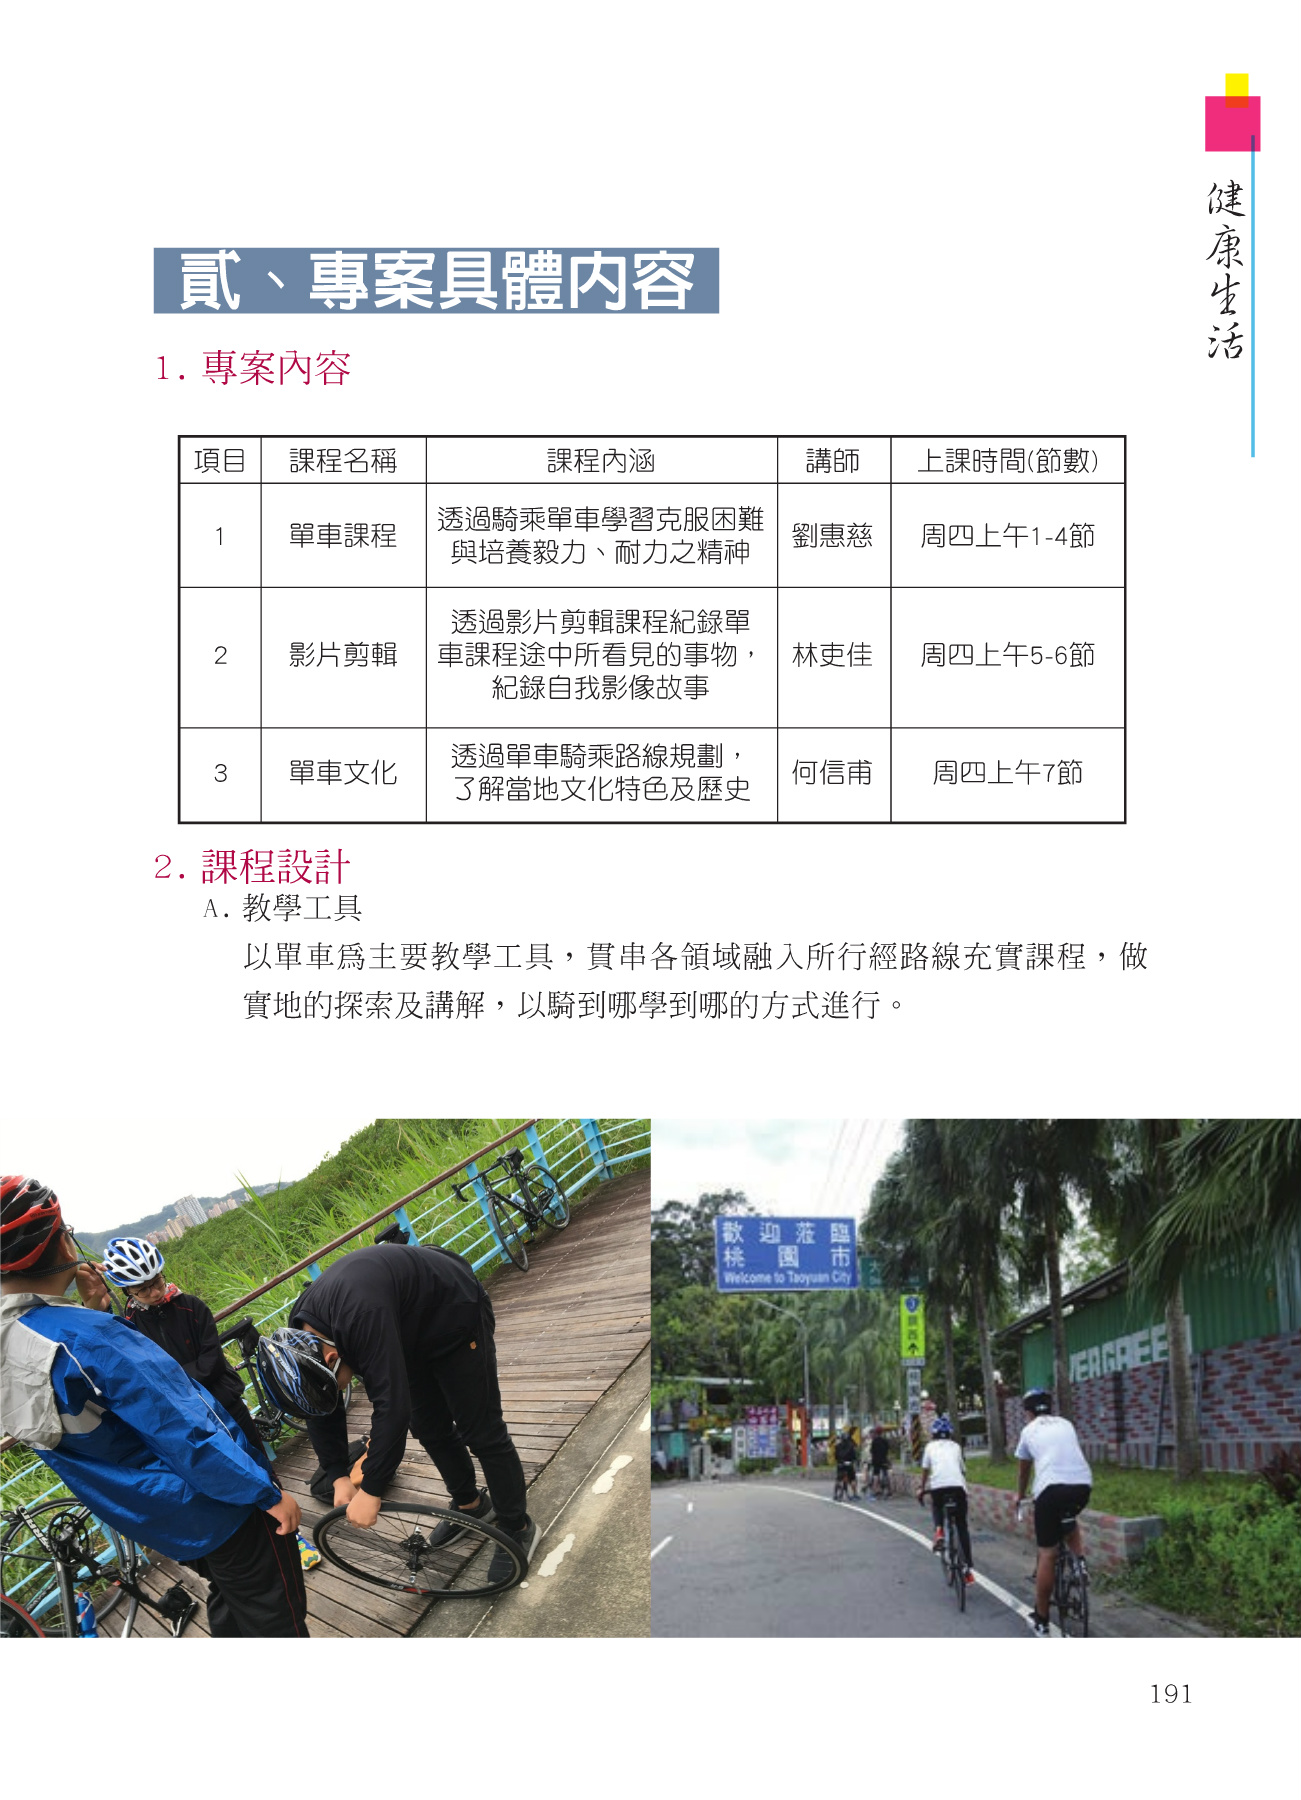 健康生活
貳、專案具體內容
1. 專案內容
項目 課程名稱 課程內涵 講師 上課時間(節數)
1 單車課程 透過騎乘單車學習克服困難 劉惠慈 周四上午1-4節
與培養毅力、耐力之精神
2 影片剪輯 透過影片剪輯課程紀錄單 林吏佳 周四上午5-6節
車課程途中所看見的事物，
紀錄自我影像故事
3 單車文化 透過單車騎乘路線規劃， 何信甫 周四上午7節
了解當地文化特色及歷史
2. 課程設計
A. 教學工具
以單車為主要教學工具，貫串各領域融入所行經路線充實課程，做
實地的探索及講解，以騎到哪學到哪的方式進行。
歡迎蒞臨
桃園市
Welcome to Taoyuan City
VERGREE
191